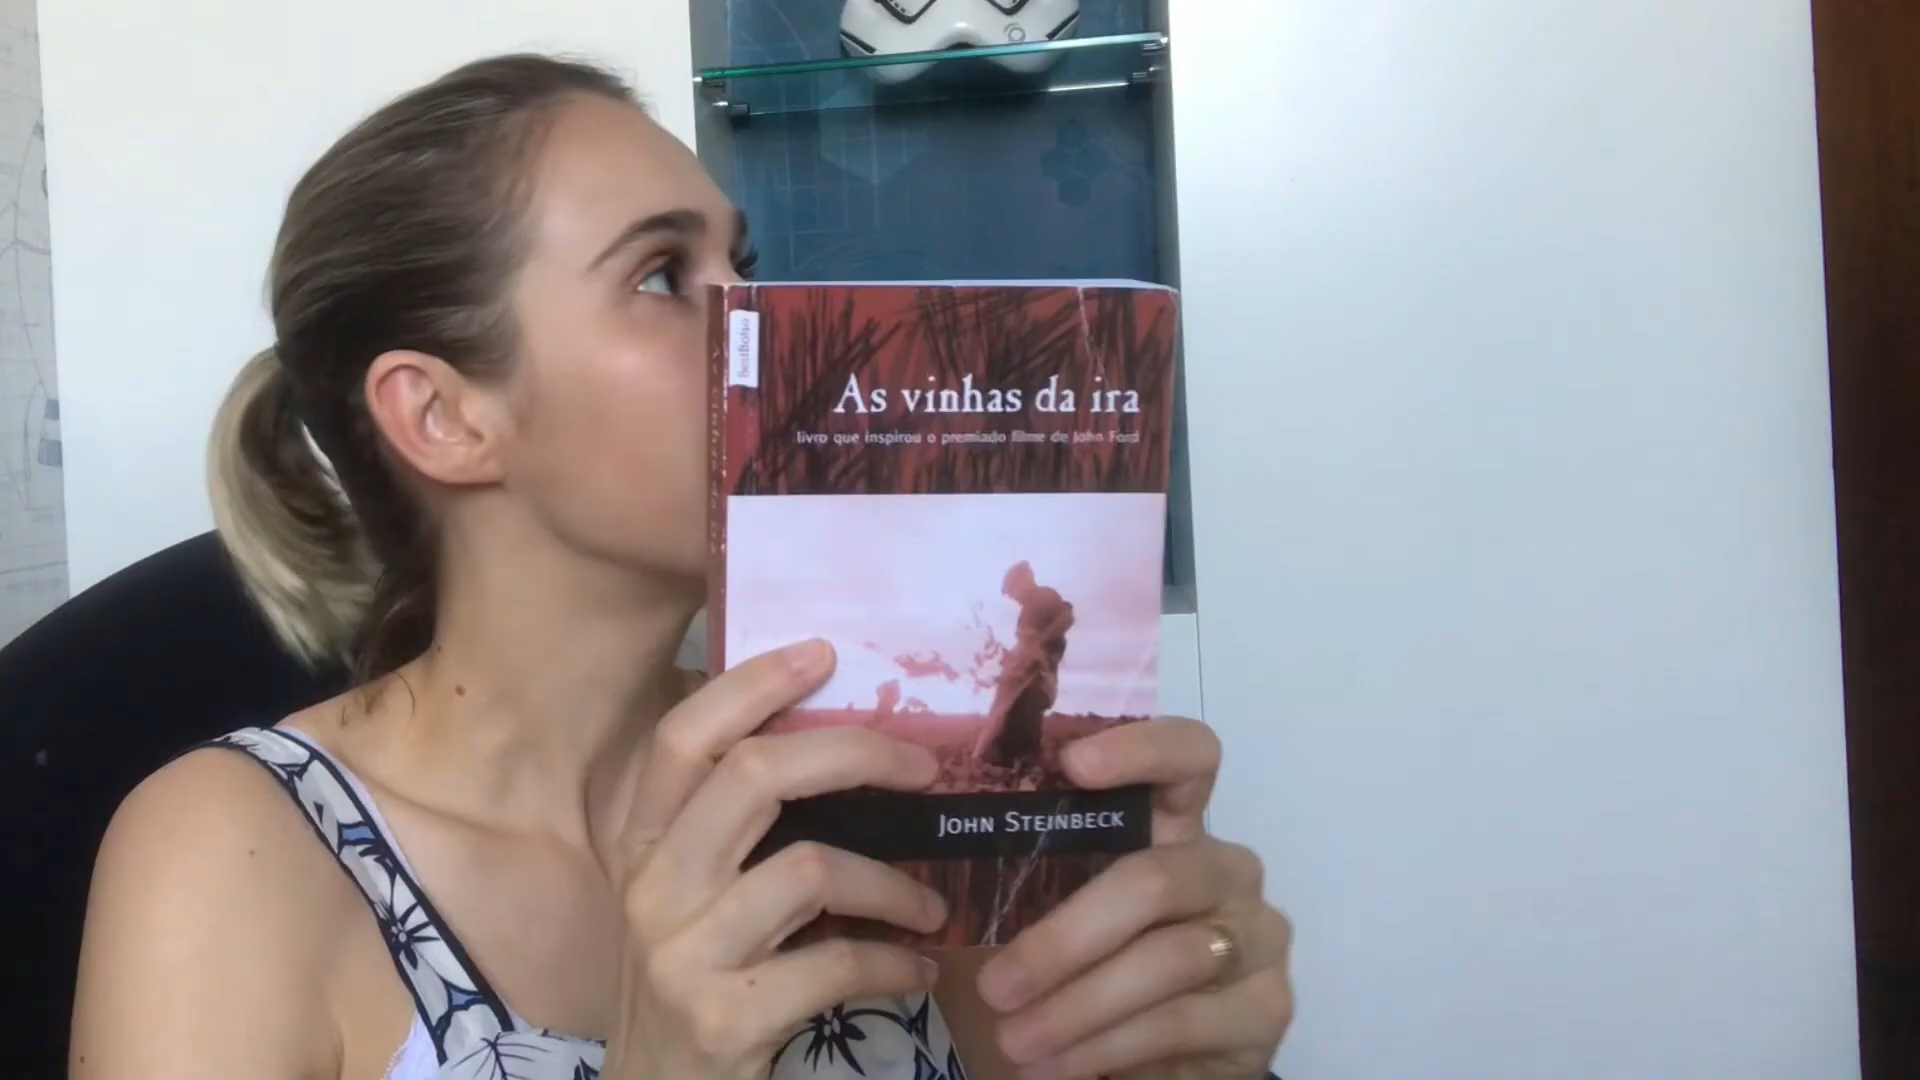 BestBolso
As vinhas da ira
livro que inspirou o premiado filme de John Ford
John Steinbeck